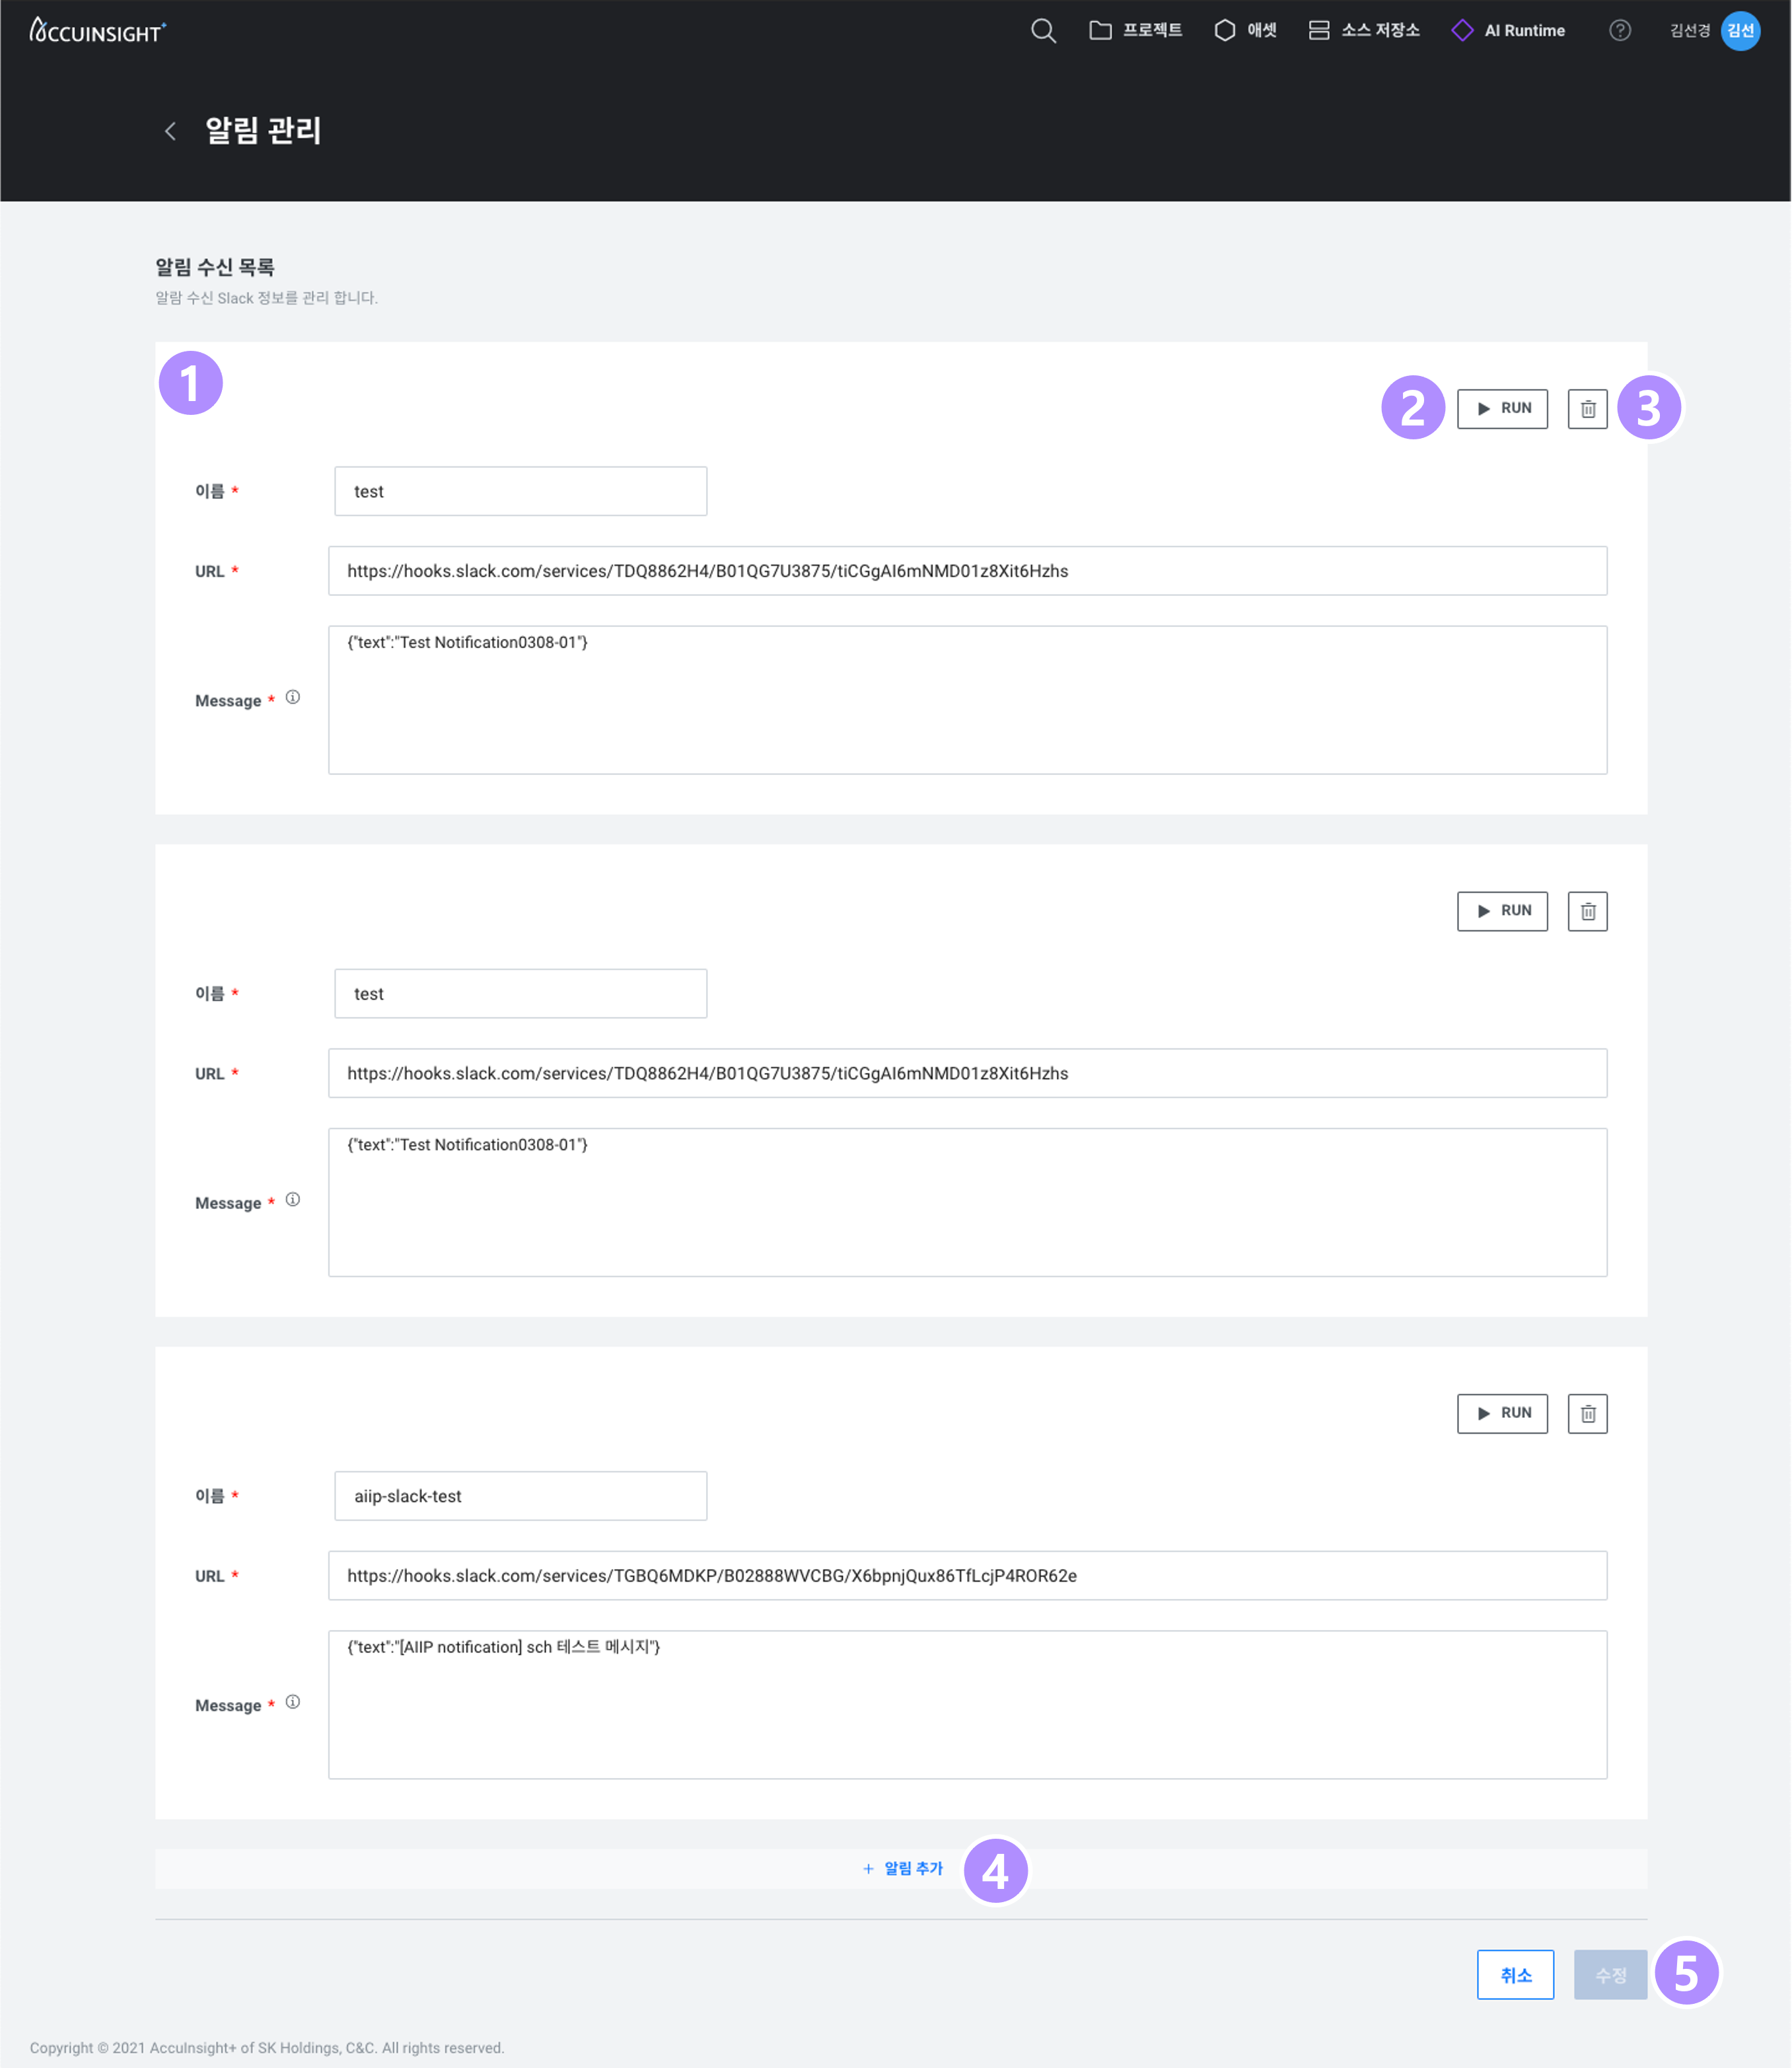 ACCUINSIGHT+
프로젝트
애셋
소스 저장소
AI Runtime
김선경
김선
알림 관리
알림 수신 목록
알람 수신 Slack 정보를 관리 합니다.
1
2
RUN
3
이름 *
test
URL *
https://hooks.slack.com/services/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
{"text":"Test Notification0308-01"}
Message *
RUN
이름 *
test
URL *
https://hooks.slack.com/services/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
{"text":"Test Notification0308-01"}
Message *
RUN
이름 *
aiip-slack-test
URL *
https://hooks.slack.com/services/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
{"text":"[AIIP notification] sch 테스트 메시지"}
Message *
+ 알림 추가
4
취소
수정
5
Copyright © 2021 AccuInsight+ of SK Holdings, C&C. All rights reserved.